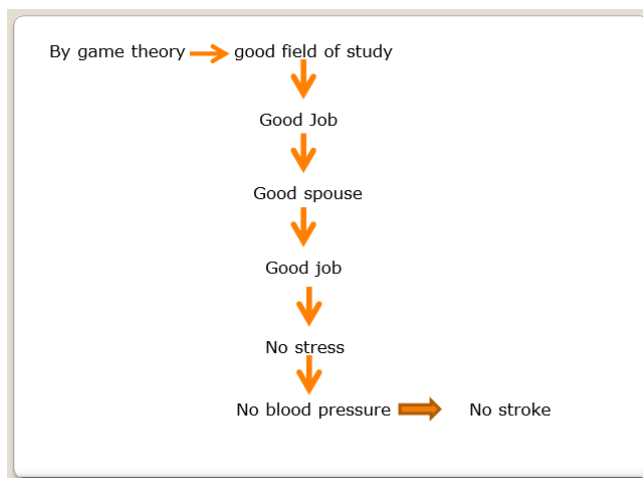 By game theory good field of study
Good Job
Good spouse
Good job
No stress
No blood pressure No stroke